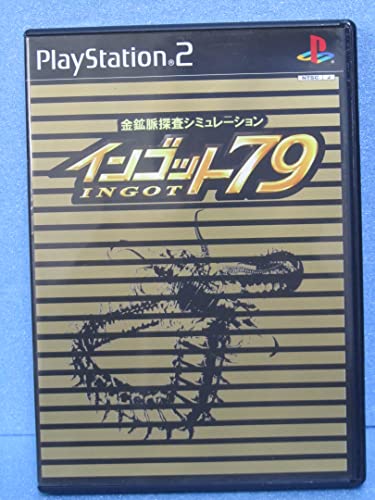 PlayStation®2
NTSC J
金鉱脈探査シミュレーション
インゴット79
INGOT